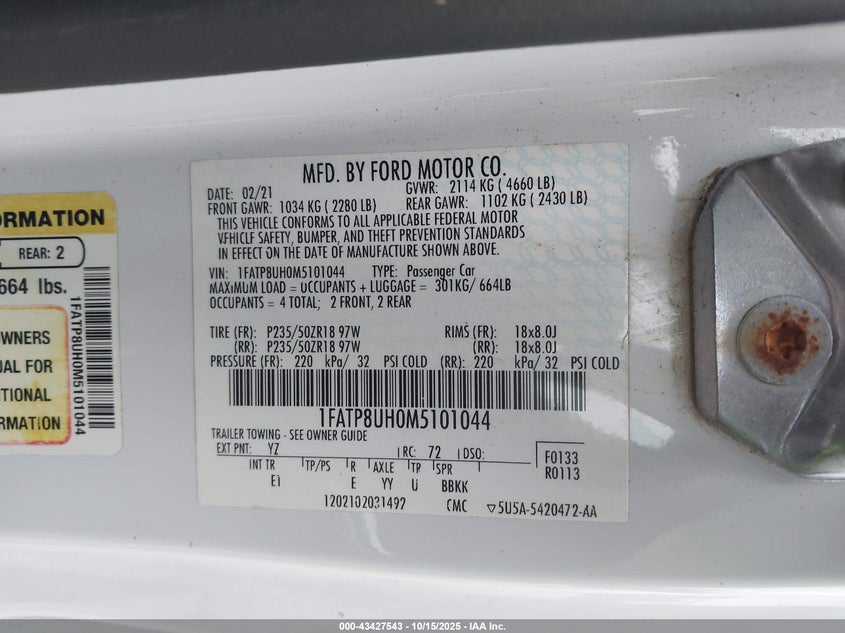 ORMATION
REAR: 2
664 lbs.
WNERS
UAL FOR
ITIONAL
FORMATION
1FATP8UH0M5101044
MFD. BY FORD MOTOR CO.
DATE: 02/21 GVWR: 2114 KG ( 4660 LB)
FRONT GAWR: 1034 KG ( 2280 LB) REAR GAWR: 1102 KG ( 2430 LB)
THIS VEHICLE CONFORMS TO ALL APPLICABLE FEDERAL MOTOR
VEHICLE SAFETY, BUMPER, AND THEFT PREVENTION STANDARDS
IN EFFECT ON THE DATE OF MANUFACTURE SHOWN ABOVE.
VIN: 1FATP8UH0M5101044 TYPE: Passenger Car
MAXIMUM LOAD = OCCUPANTS + LUGGAGE = 301KG/ 664LB
OCCUPANTS = 4 TOTAL; 2 FRONT, 2 REAR
TIRE (FR): P235/50ZR18 97W RIMS (FR): 18x8.0J
(RR): P235/50ZR18 97W (RR): 18x8.0J
PRESSURE (FR): 220 kPa/ 32 PSI COLD (RR): 220 kPa/ 32 PSI COLD
1FATP8UH0M5101044
TRAILER TOWING - SEE OWNER GUIDE
EXT PNT: YZ RC: 72 DSO: F0133
INT TR TP/PS R AXLE TP SPR R0113
E1 E YY U BBKK
1202102031492 CMC ▽5U5A-5420472-AA
000-43427543 - 10/15/2025 - IAA Inc.